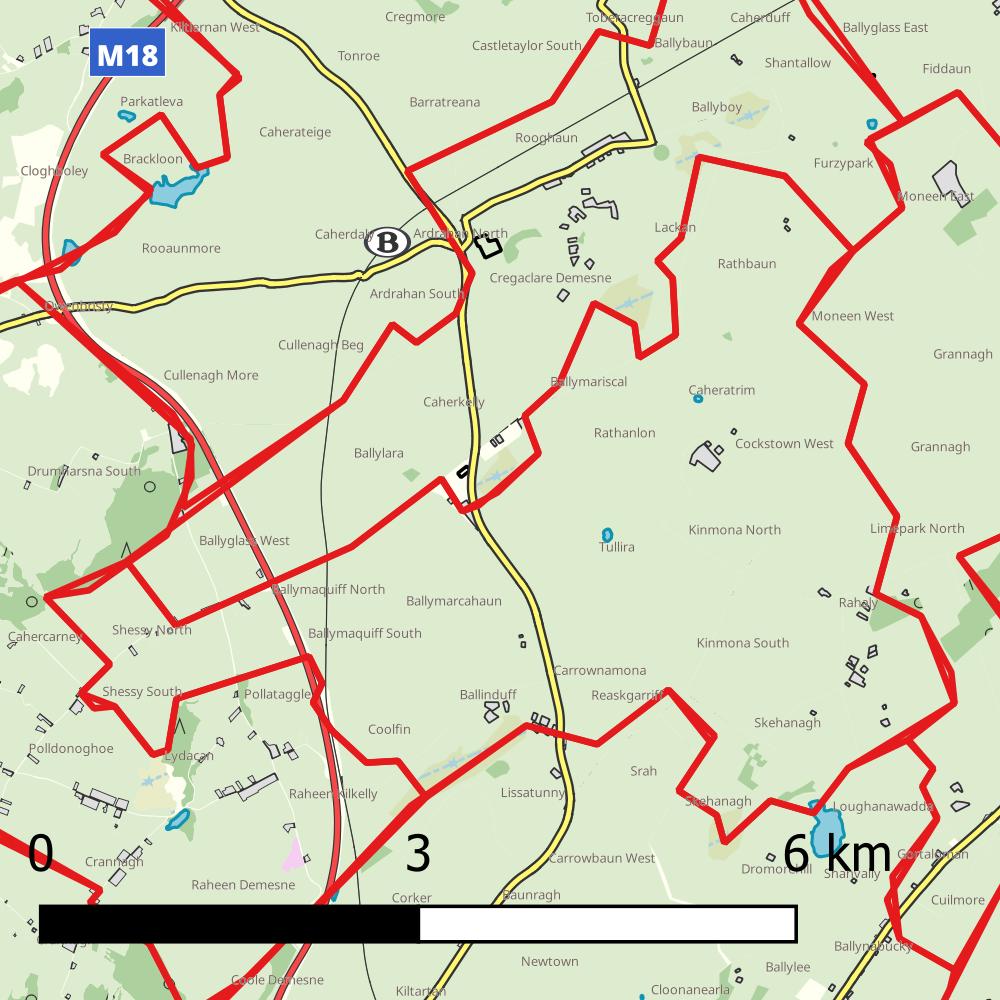 Cregmore
Toberacreggaun
Caherduff
Kiltiernan West
Ballyglass East
M18
Castletaylor South
Ballybaun
Tonroe
Shantallow
Fiddaun
Parkatleva
Barratreana
Ballyboy
Caherateige
Rooghaun
Brackloon
Furzypark
Cloghboley
Moneen East
Lackan
Caherdaly
B
Ardrahan North
Rooaunmore
Rathbaun
Cregaclare Demesne
Ardrahan South
Moneen West
Cullenagh Beg
Grannagh
Cullenagh More
Ballymariscal
Caheratrim
Caherkelly
Rathanlon
Cockstown West
Grannagh
Ballylara
Drumharsna South
Kinmona North
Limepark North
Ballyglass West
Tullira
Ballymaquiff North
Ballymarcahaun
Rahaly
Cahercarney
Shessy North
Ballymaquiff South
Kinmona South
Carrownamona
Shessy South
Pollataggle
Ballinduff
Reaskgarriff
Skehanagh
Coolfin
Polldonoghoe
Lydacan
Srah
Raheen Kilkelly
Lissatunny
Skehanagh
Loughanawadda
0
3
6 km
Crannagh
Carrowbaun West
Gortaloman
Dromorehill
Shanvally
Raheen Demesne
Corker
Baunragh
Cuilmore
Ballynabucky
Newtown
Ballylee
Coole Demesne
Kiltartan
Cloonanearla